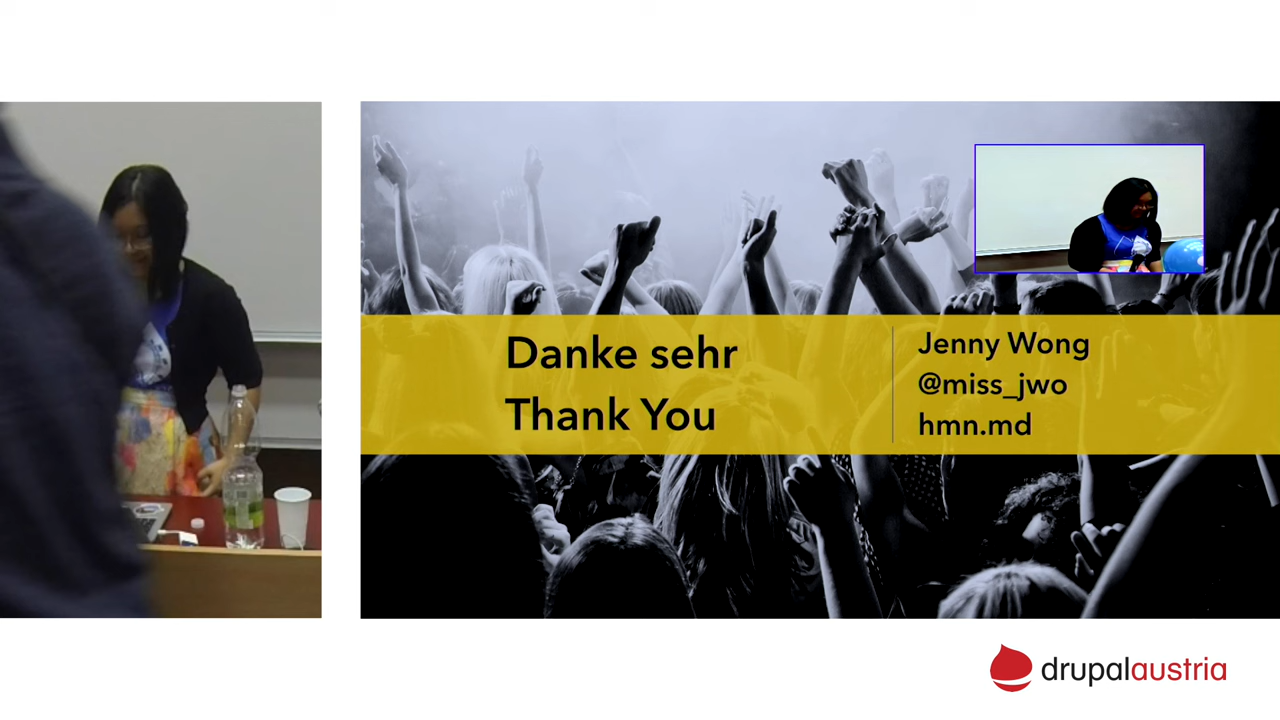 Danke sehr
Thank You
Jenny Wong
@miss_jwo
hmn.md
drupalaustria